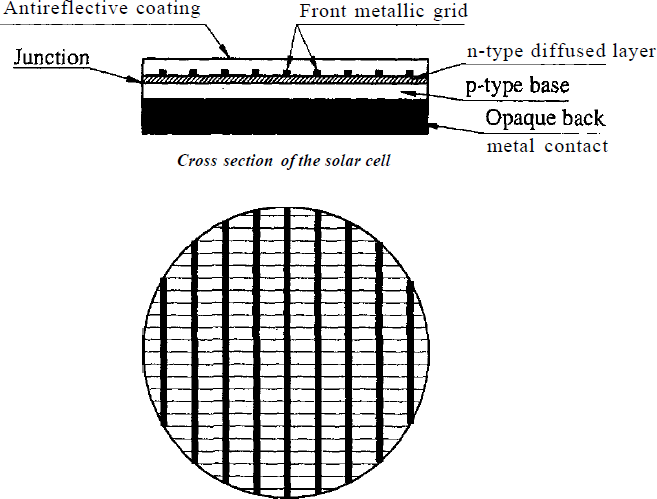 Antireflective coating
Front metallic grid
Junction
n-type diffused layer
p-type base
Opaque back
metal contact
Cross section of the solar cell